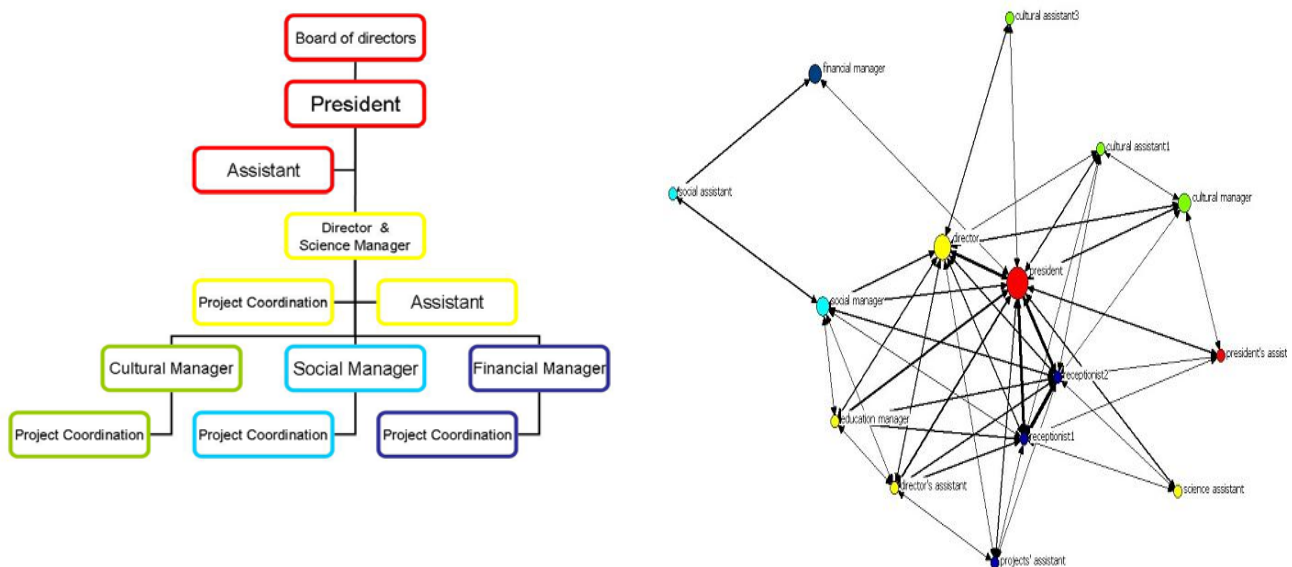 Board of directors
President
Assistant
Director &
Science Manager
Project Coordination
Assistant
Cultural Manager
Social Manager
Financial Manager
Project Coordination
Project Coordination
Project Coordination
cultural assistant3
financial manager
cultural assistant1
social assistant
cultural manager
director
president
social manager
president's assist
receptionist2
education manager
receptionist1
director's assistant
science assistant
projects' assistant